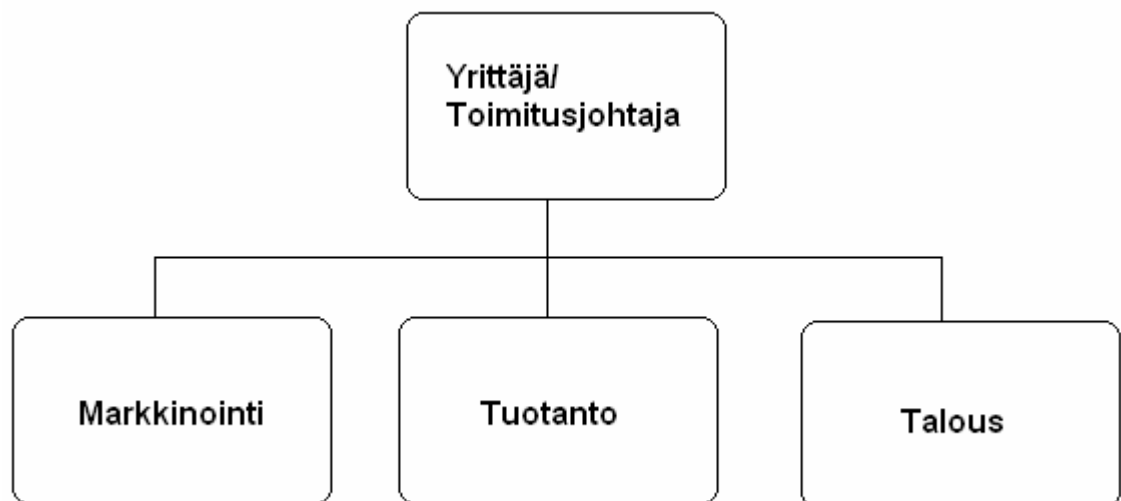 Yrittäjä/
Toimitusjohtaja
Markkinointi
Tuotanto
Talous